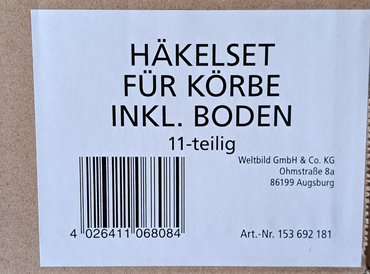 HÄKELSET
FÜR KÖRBE
INKL. BODEN
11-teilig
Weltbild GmbH & Co. KG
Ohmstraße 8a
86199 Augsburg
4 026411 068084
Art.-Nr. 153 692 181